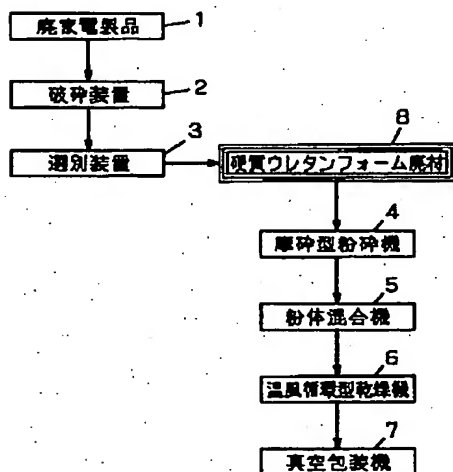 1
廃家電製品
2
破砕装置
3
選別装置
8
硬質ウレタンフォーム廃材
4
摩砕型粉砕機
5
粉体混合機
6
温風循環型乾燥機
7
真空包装機